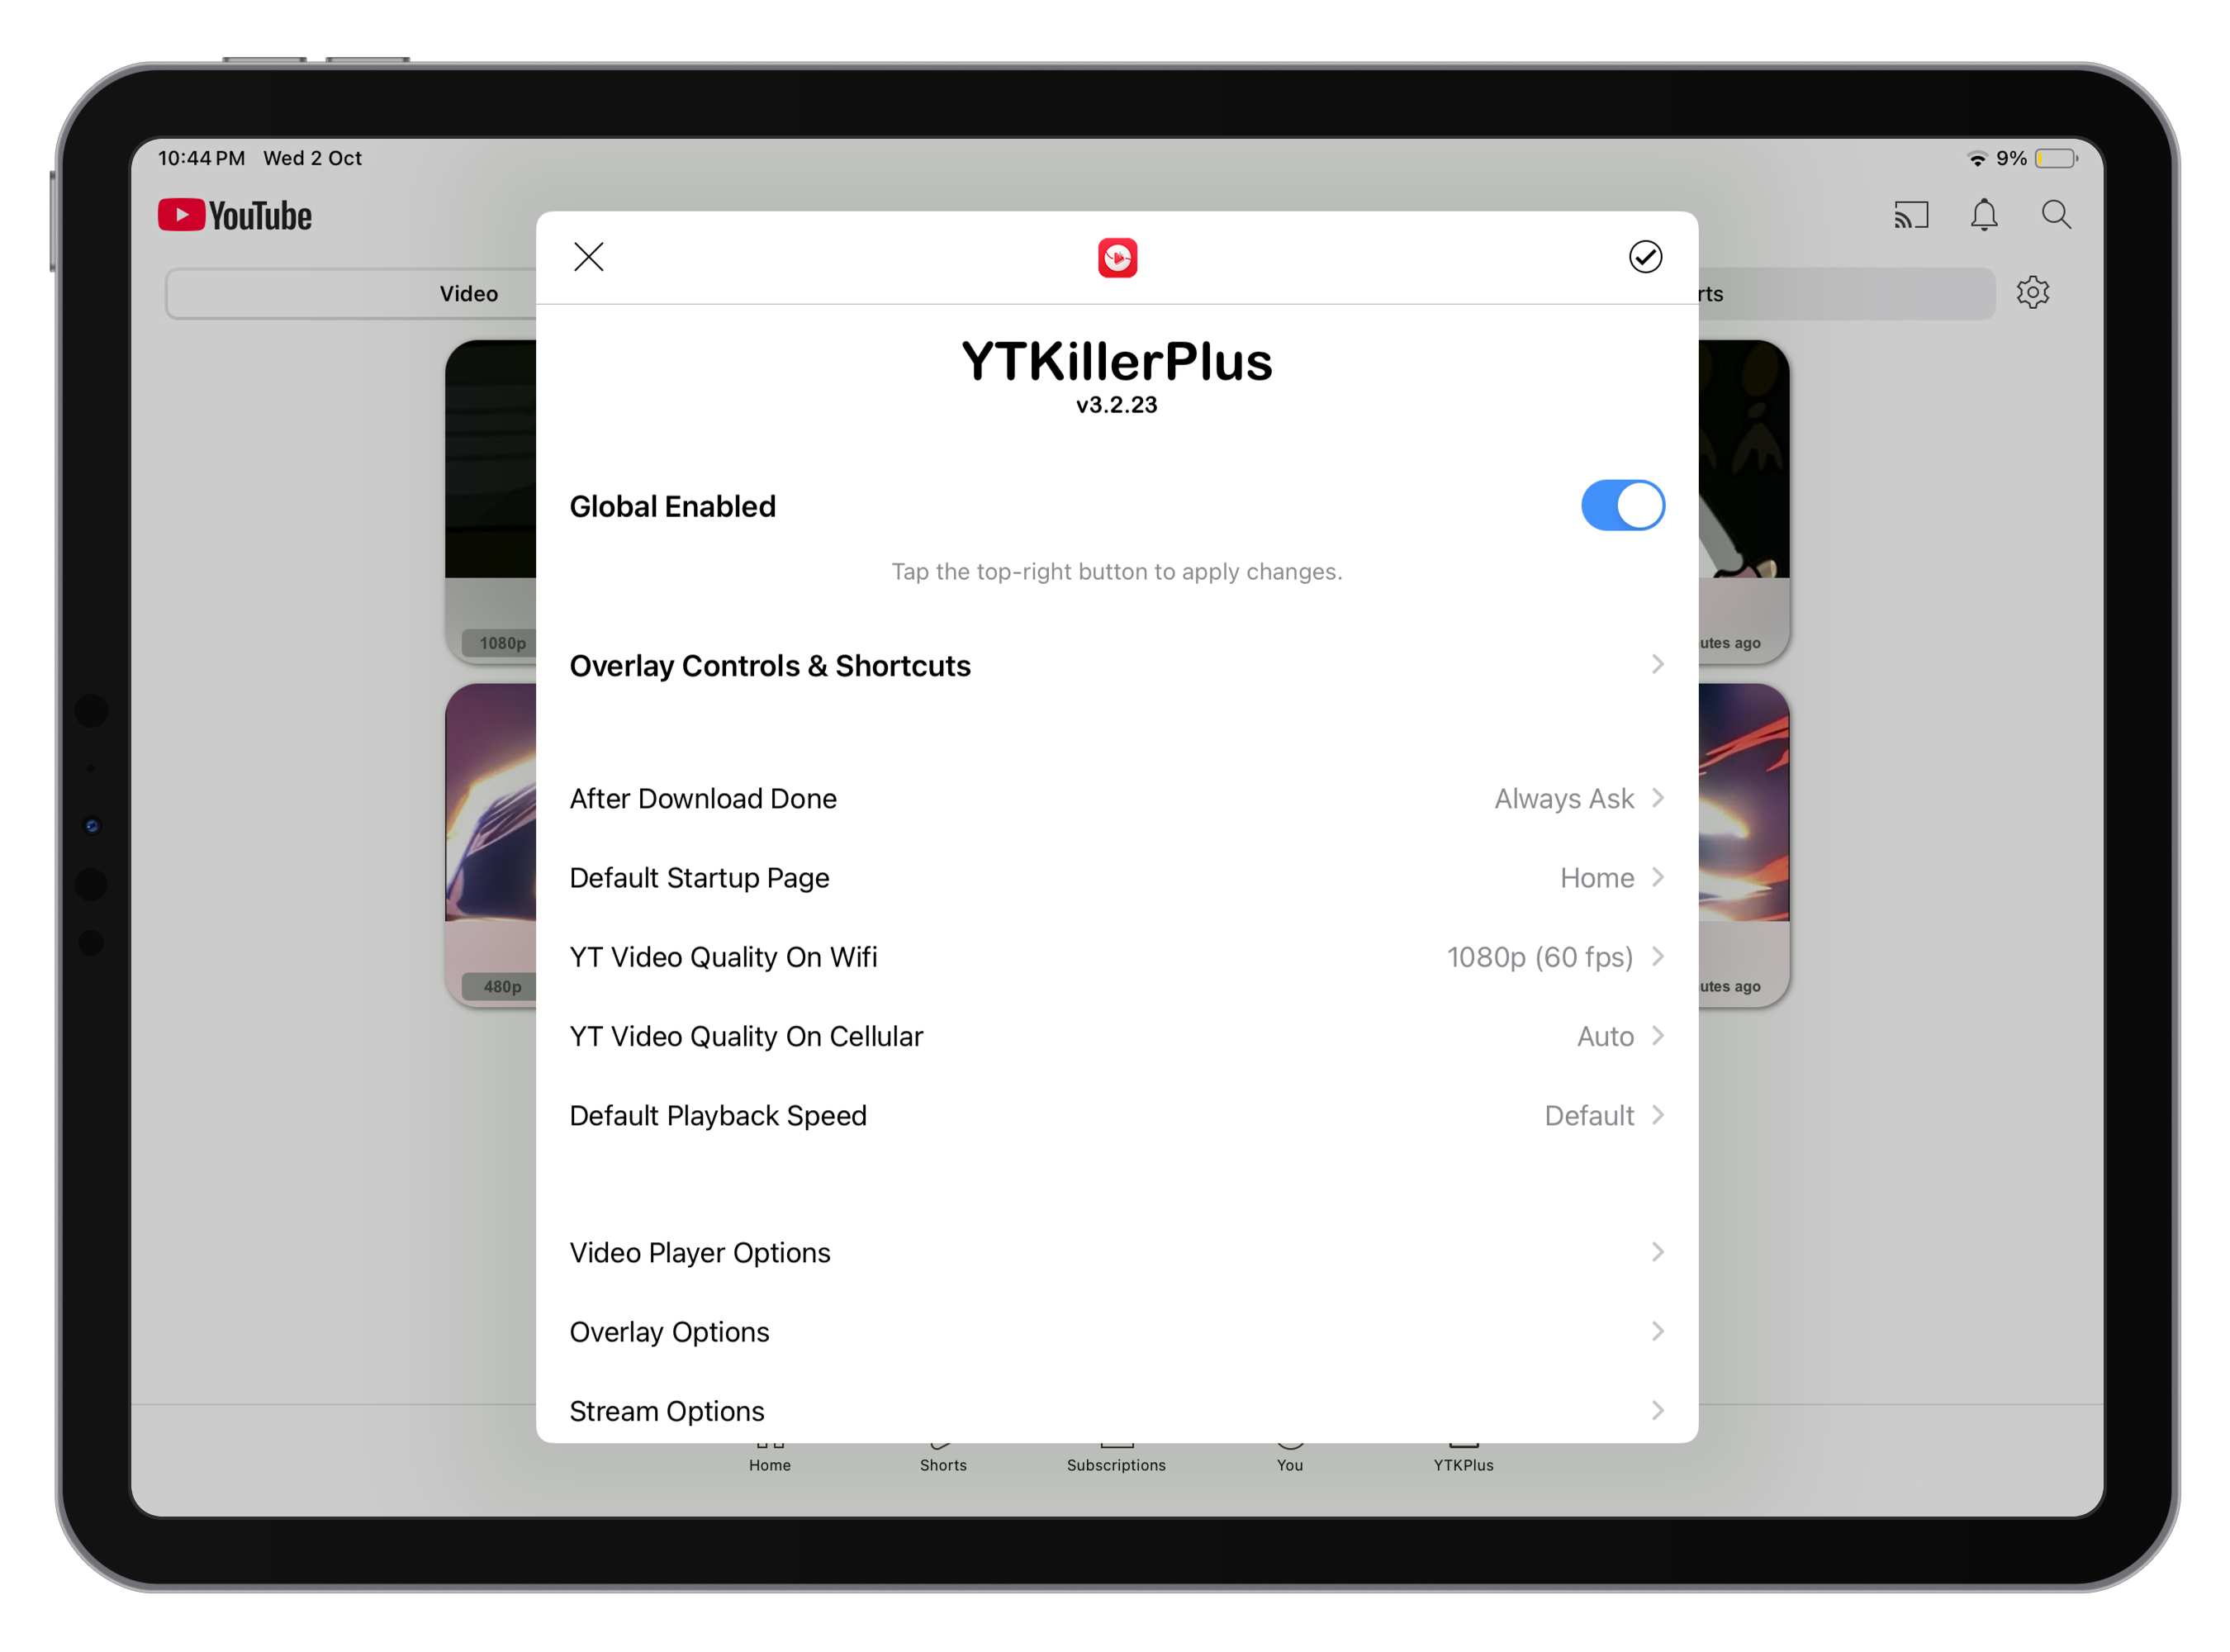 10:44 PM Wed 2 Oct
9%
YouTube
Video
rts
YTKillerPlus
v3.2.23
Global Enabled
Tap the top-right button to apply changes.
1080p
utes ago
Overlay Controls & Shortcuts
After Download Done Always Ask
Default Startup Page Home
YT Video Quality On Wifi 1080p (60 fps)
480p
utes ago
YT Video Quality On Cellular Auto
Default Playback Speed Default
Video Player Options
Overlay Options
Stream Options
Home Shorts Subscriptions You YTKPlus